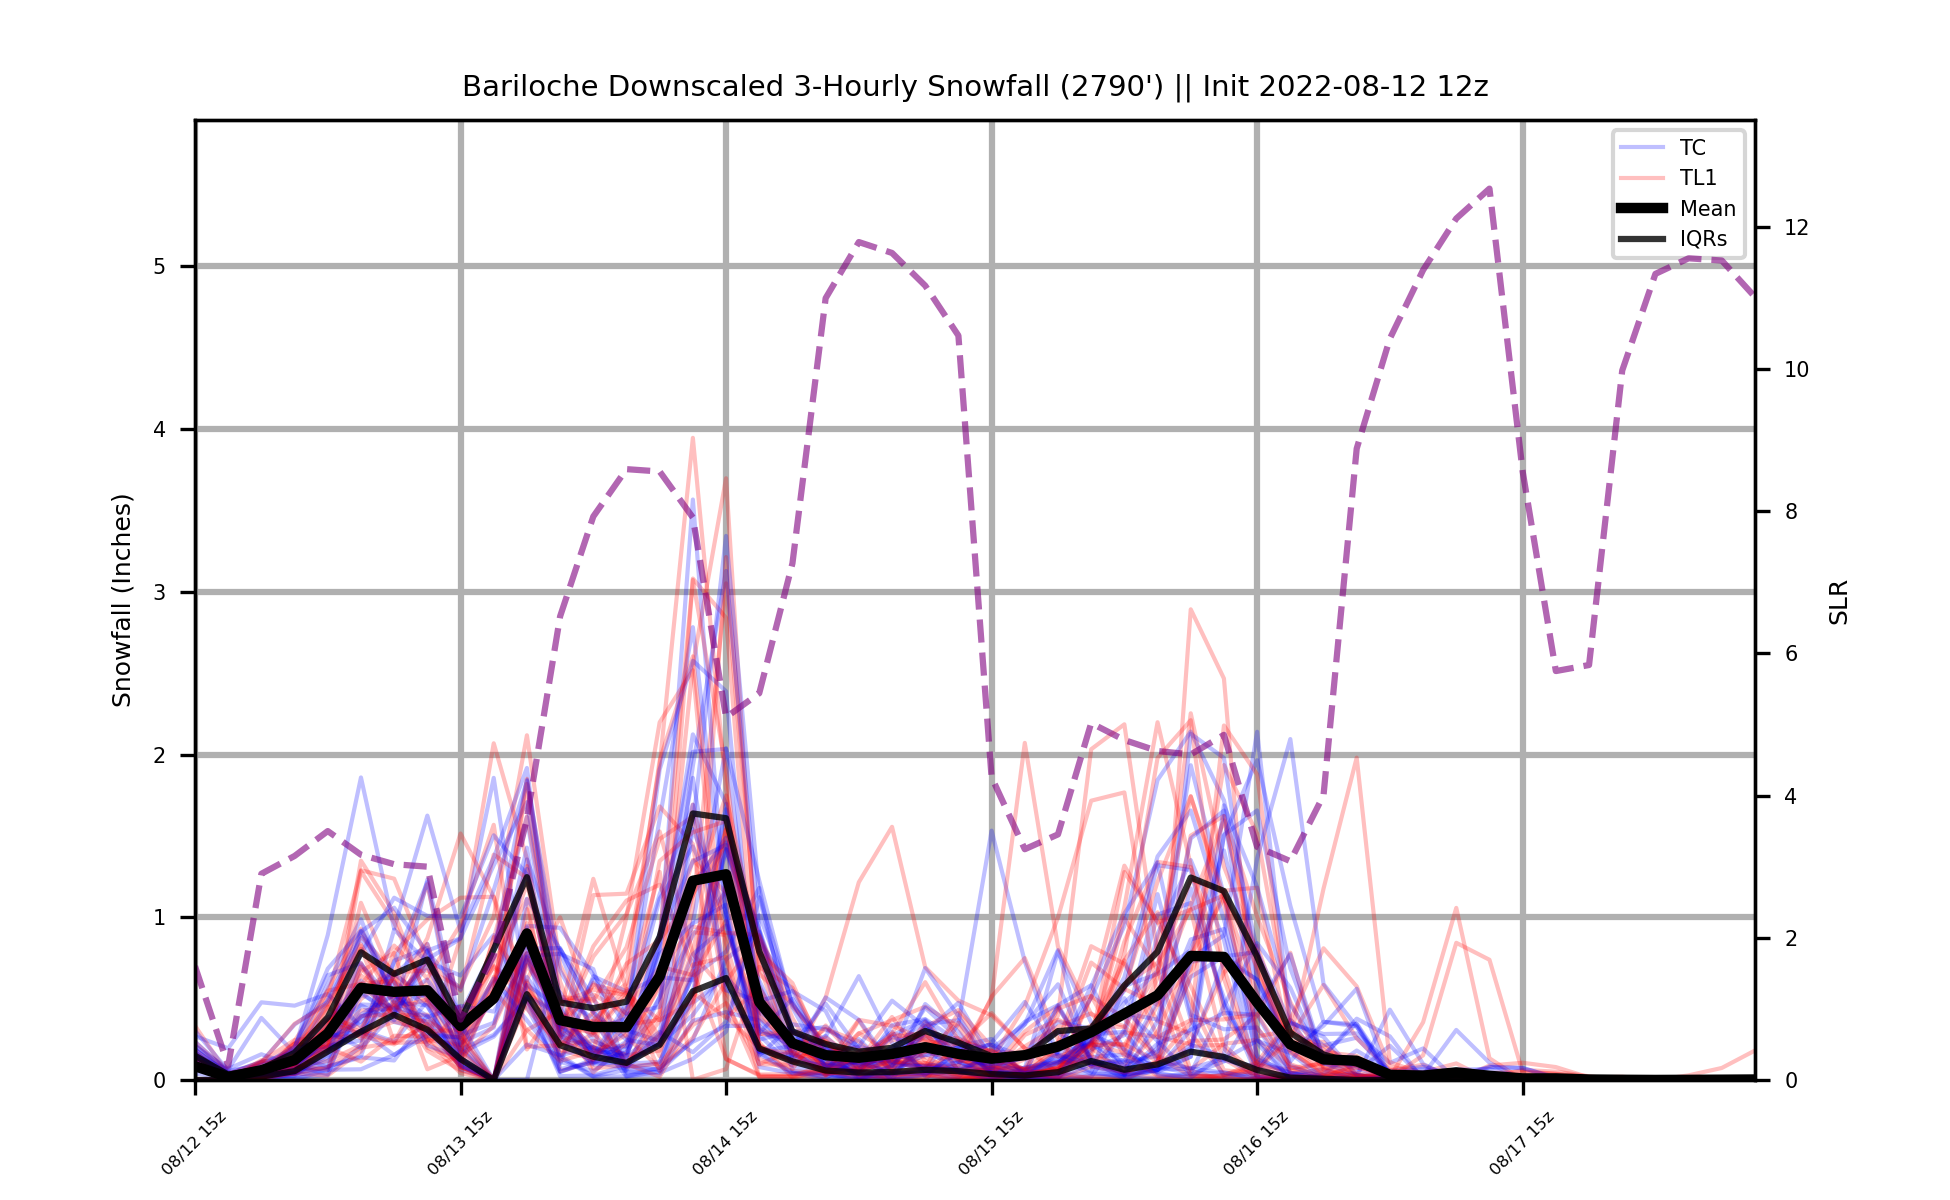 Bariloche Downscaled 3-Hourly Snowfall (2790') || Init 2022-08-12 12z
TC
TL1
Mean
IQRs
Snowfall (Inches)
5
4
3
2
1
0
12
10
8
6
4
2
0
SLR
08/12 15z
08/13 15z
08/14 15z
08/15 15z
08/16 15z
08/17 15z